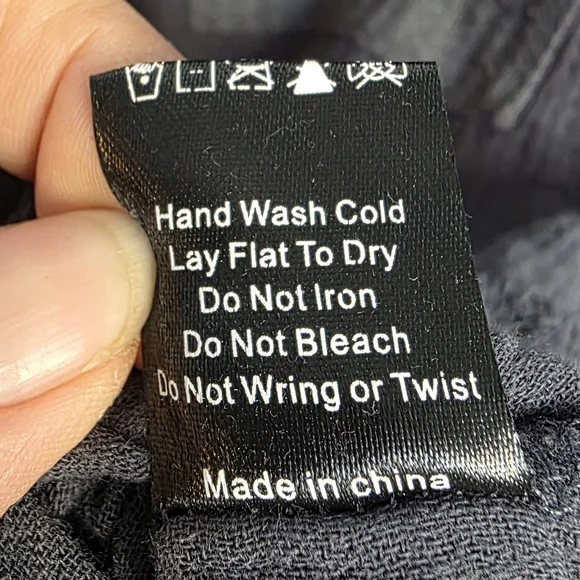 Hand Wash Cold
Lay Flat To Dry
Do Not Iron
Do Not Bleach
Do Not Wring or Twist
Made in china